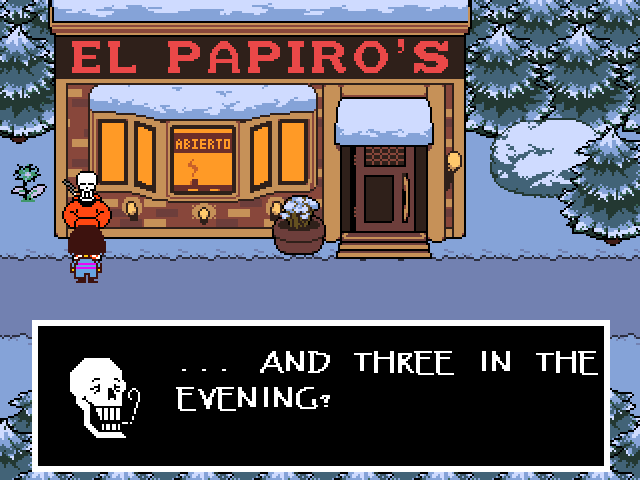 EL PAPIRO'S
ABIERTO
... AND THREE IN THE
EVENING?